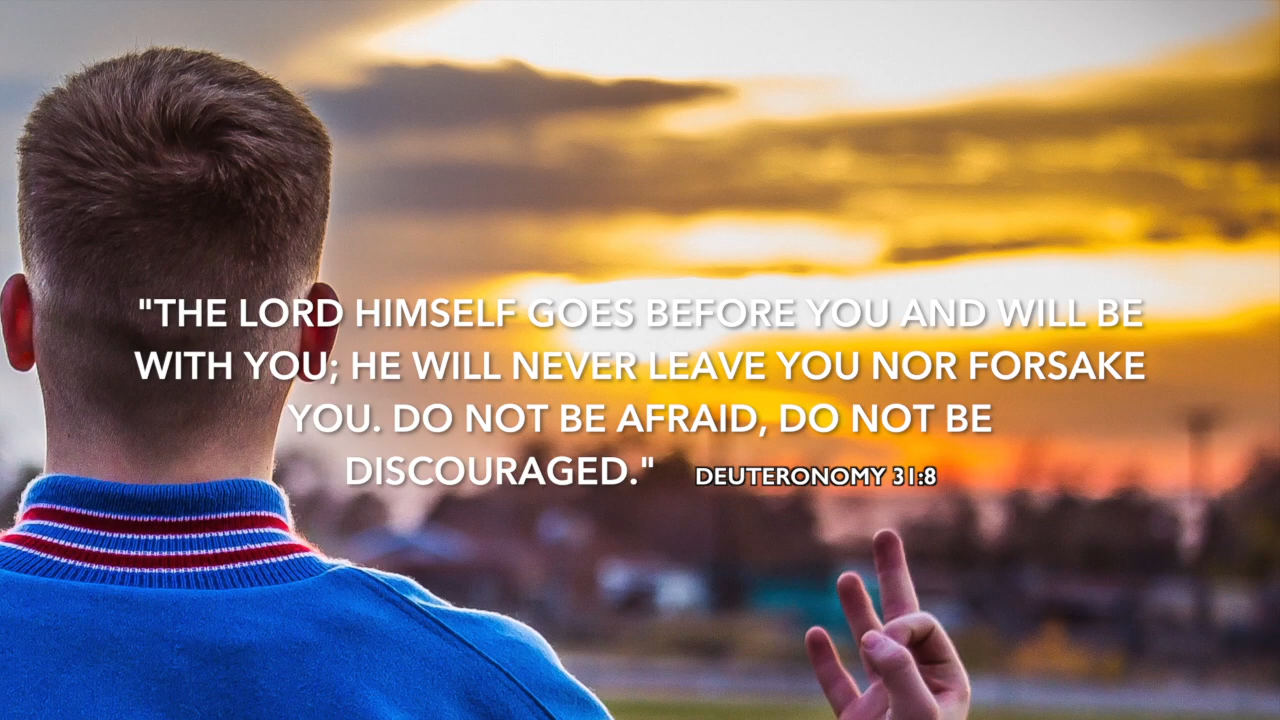 "THE LORD HIMSELF GOES BEFORE YOU AND WILL BE
WITH YOU; HE WILL NEVER LEAVE YOU NOR FORSAKE
YOU. DO NOT BE AFRAID, DO NOT BE
DISCOURAGED." DEUTERONOMY 31:8